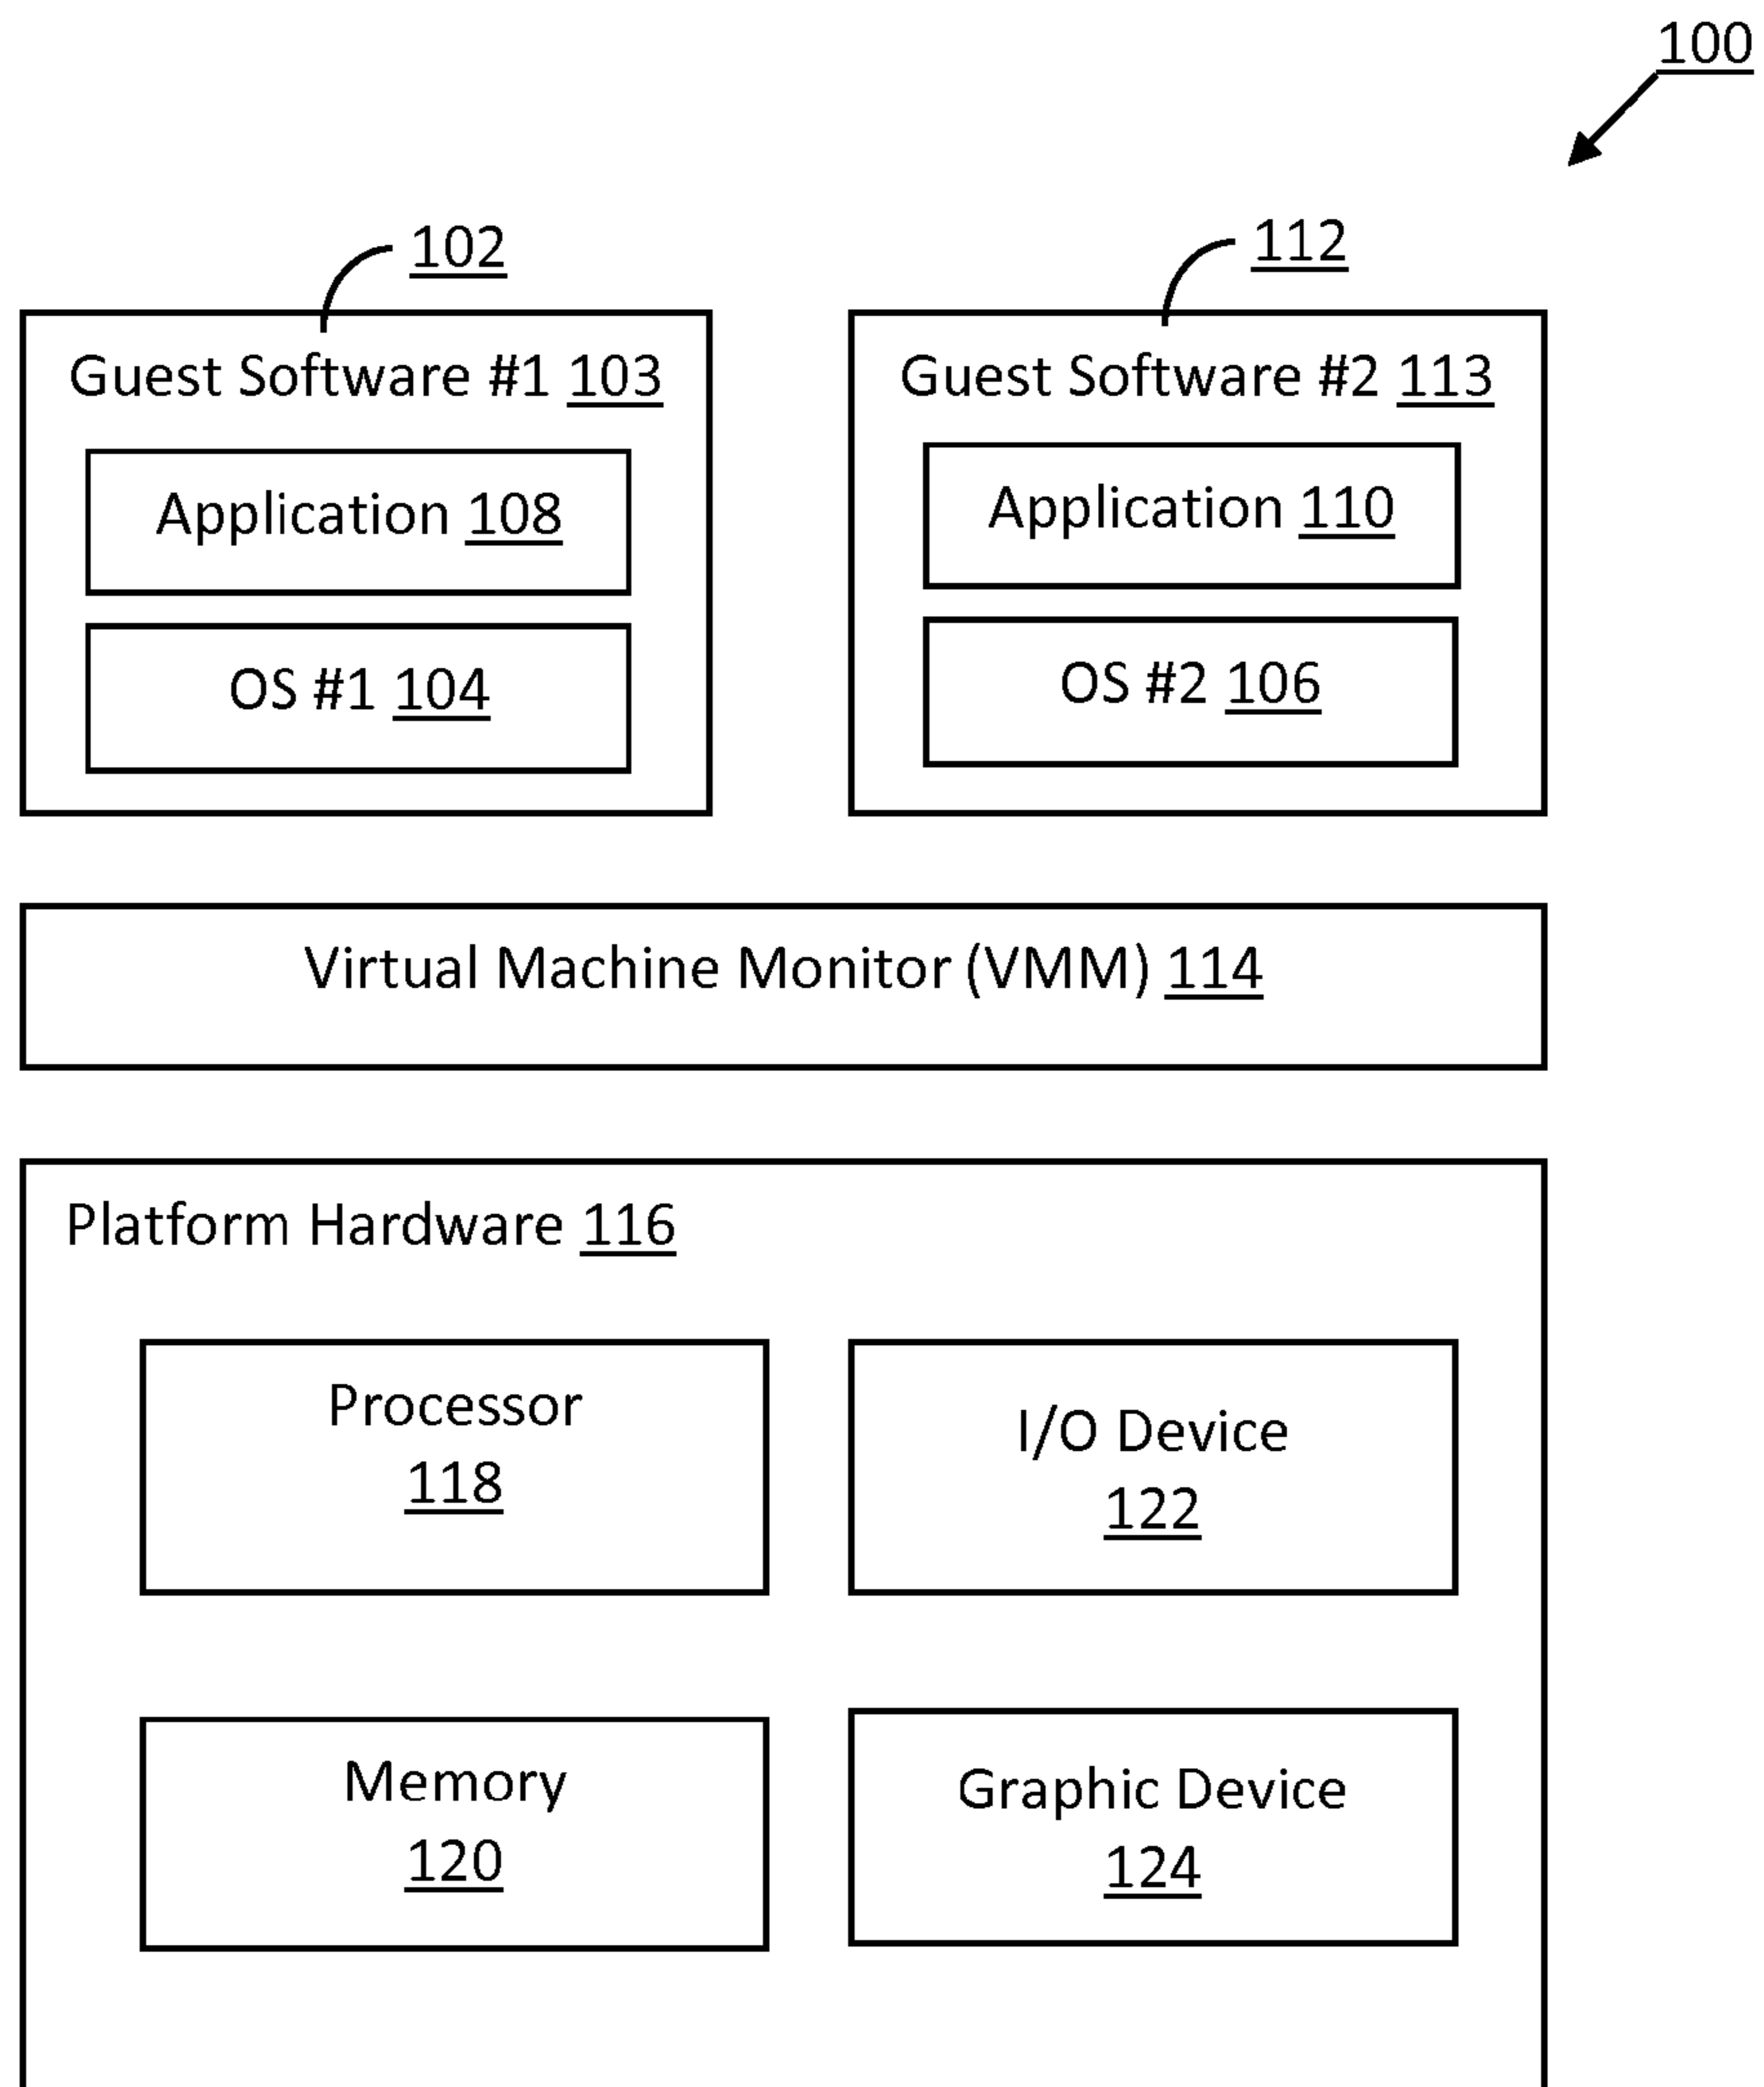 100
102
112
Guest Software #1 103
Guest Software #2 113
Application 108
Application 110
OS #1 104
OS #2 106
Virtual Machine Monitor (VMM) 114
Platform Hardware 116
Processor
118
I/O Device
122
Memory
120
Graphic Device
124